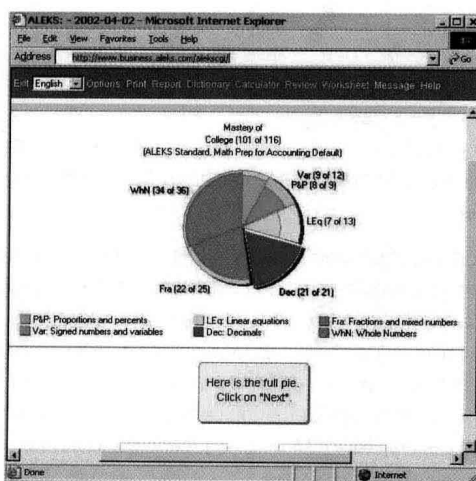 ALEKS: - 2002-04-02 - Microsoft Internet Explorer
File Edit View Favorites Tools Help
Address http://www.business.aleks.com/alekscgi/ Go
Exit English Options Print Report Dictionary Calculator Review Worksheet Message Help
Mastery of
College (101 of 116)
(ALEKS Standard, Math Prep for Accounting Default)
Var (9 of 12)
P&P (8 of 9)
WhN (34 of 36)
LEq (7 of 13)
Dec (21 of 21)
Fra (22 of 25)
P&P: Proportions and percents LEq: Linear equations Fra: Fractions and mixed numbers
Var: Signed numbers and variables Dec: Decimals WhN: Whole Numbers
Here is the full pie.
Click on "Next".
Done Internet